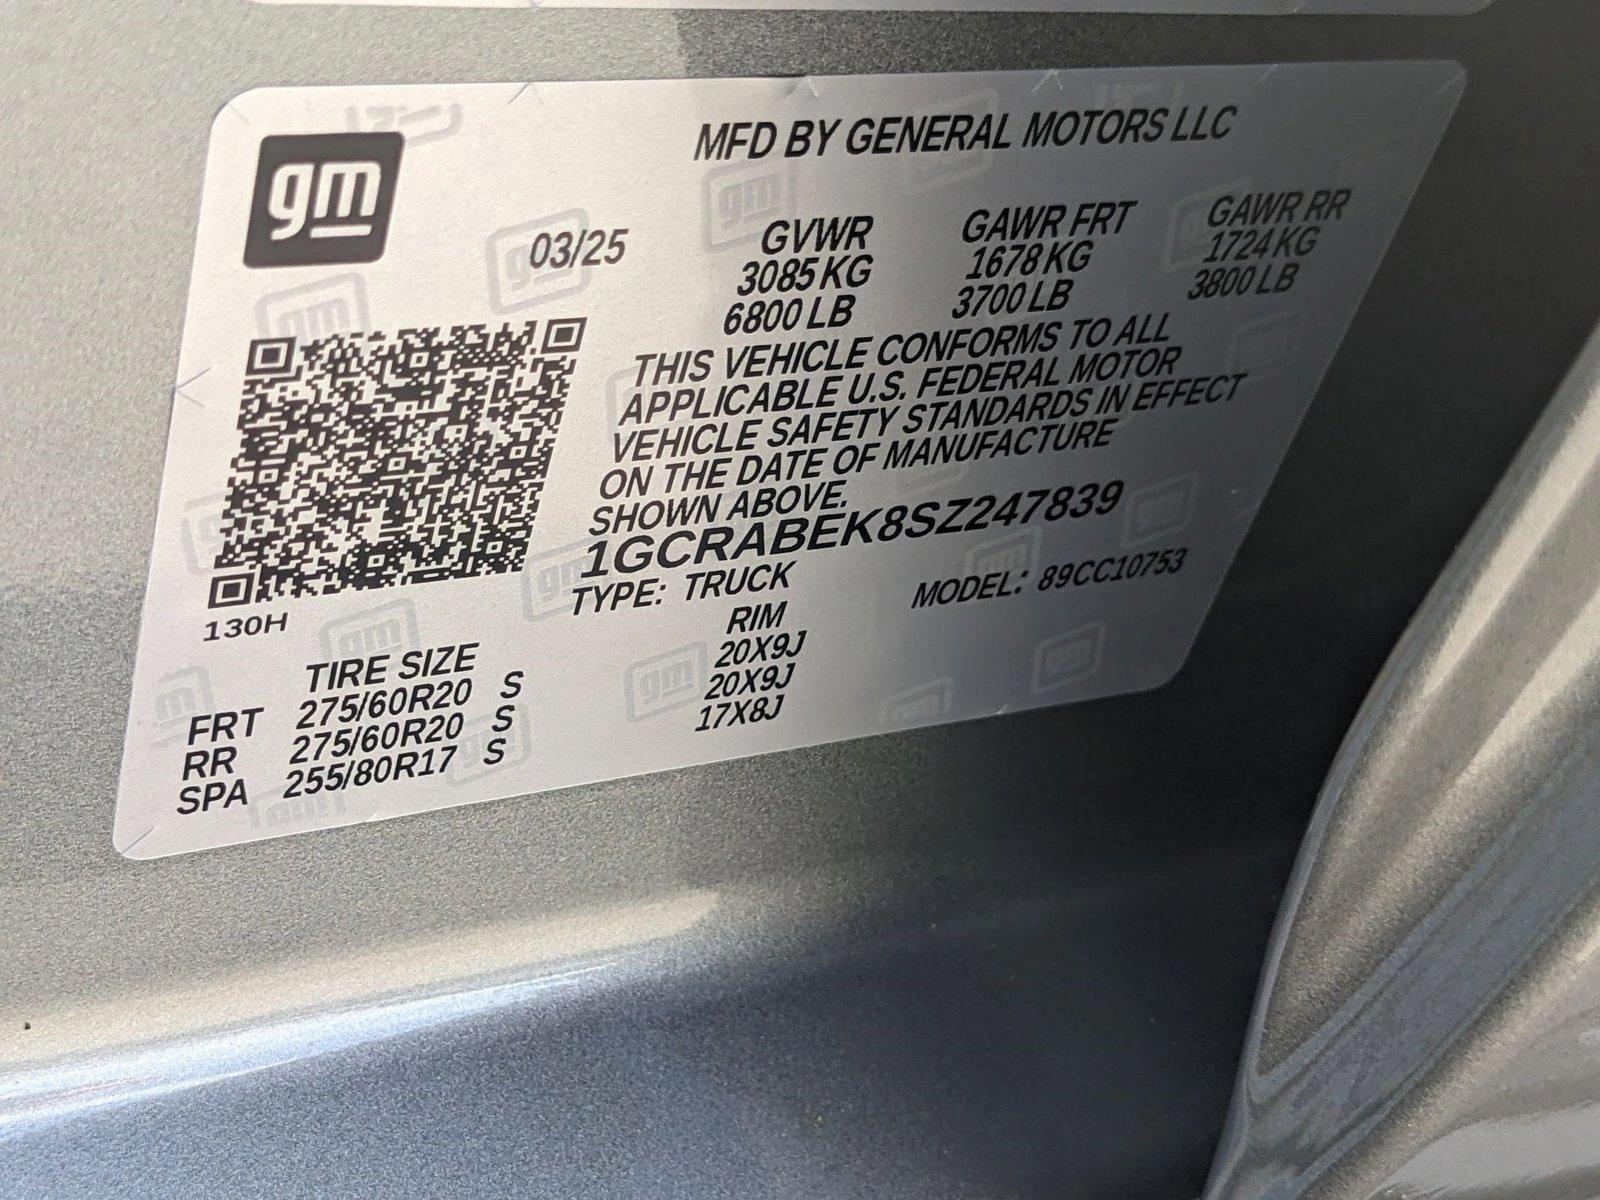 gm
MFD BY GENERAL MOTORS LLC
03/25 GVWR GAWR FRT GAWR RR
3085 KG 1678 KG 1724 KG
6800 LB 3700 LB 3800 LB
THIS VEHICLE CONFORMS TO ALL
APPLICABLE U.S. FEDERAL MOTOR
VEHICLE SAFETY STANDARDS IN EFFECT
ON THE DATE OF MANUFACTURE
SHOWN ABOVE.
1GCRABEK8SZ247839
TYPE: TRUCK MODEL: 89CC10753
130H
TIRE SIZE RIM
FRT 275/60R20 S 20X9J
RR 275/60R20 S 20X9J
SPA 255/80R17 S 17X8J